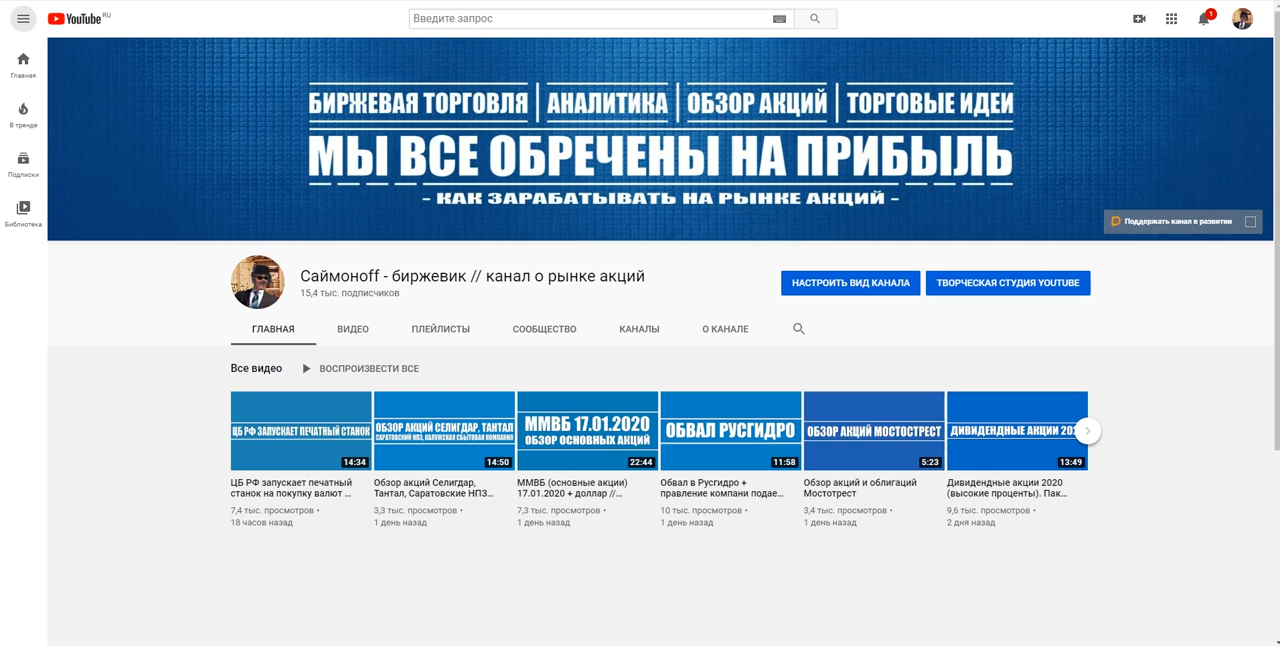 YouTube RU
Введите запрос
1
Главная
В тренде
Подписки
Библиотека
БИРЖЕВАЯ ТОРГОВЛЯ | АНАЛИТИКА | ОБЗОР АКЦИЙ | ТОРГОВЫЕ ИДЕИ
МЫ ВСЕ ОБРЕЧЕНЫ НА ПРИБЫЛЬ
- КАК ЗАРАБАТЫВАТЬ НА РЫНКЕ АКЦИЙ -
Поддержать канал в развитии
Саймонoff - биржевик // канал о рынке акций
15,4 тыс. подписчиков
НАСТРОИТЬ ВИД КАНАЛА
ТВОРЧЕСКАЯ СТУДИЯ YOUTUBE
ГЛАВНАЯ ВИДЕО ПЛЕЙЛИСТЫ СООБЩЕСТВО КАНАЛЫ О КАНАЛЕ
Все видео ВОСПРОИЗВЕСТИ ВСЕ
ЦБ РФ ЗАПУСКАЕТ ПЕЧАТНЫЙ СТАНОК
14:34
ЦБ РФ запускает печатный
станок на покупку валют ...
7,4 тыс. просмотров •
18 часов назад
ОБЗОР АКЦИЙ СЕЛИГДАР, ТАНТАЛ
САРАТОВСКИЙ НПЗ, КАЛУЖСКАЯ СБЫТОВАЯ КОМПАНИЯ
14:50
Обзор акций Селигдар,
Тантал, Саратовские НПЗ...
3,3 тыс. просмотров •
1 день назад
ММВБ 17.01.2020
ОБЗОР ОСНОВНЫХ АКЦИЙ
22:44
ММВБ (основные акции)
17.01.2020 + доллар //...
7,3 тыс. просмотров •
1 день назад
ОБВАЛ РУСГИДРО
11:58
Обвал в Русгидро +
правление компани подае...
10 тыс. просмотров •
1 день назад
ОБЗОР АКЦИЙ МОСТОСТРЕСТ
5:23
Обзор акций и облигаций
Мостотрест
3,4 тыс. просмотров •
1 день назад
ДИВИДЕНДНЫЕ АКЦИИ 202
13:49
Дивидендные акции 2020
(высокие проценты). Пак...
9,6 тыс. просмотров •
2 дня назад